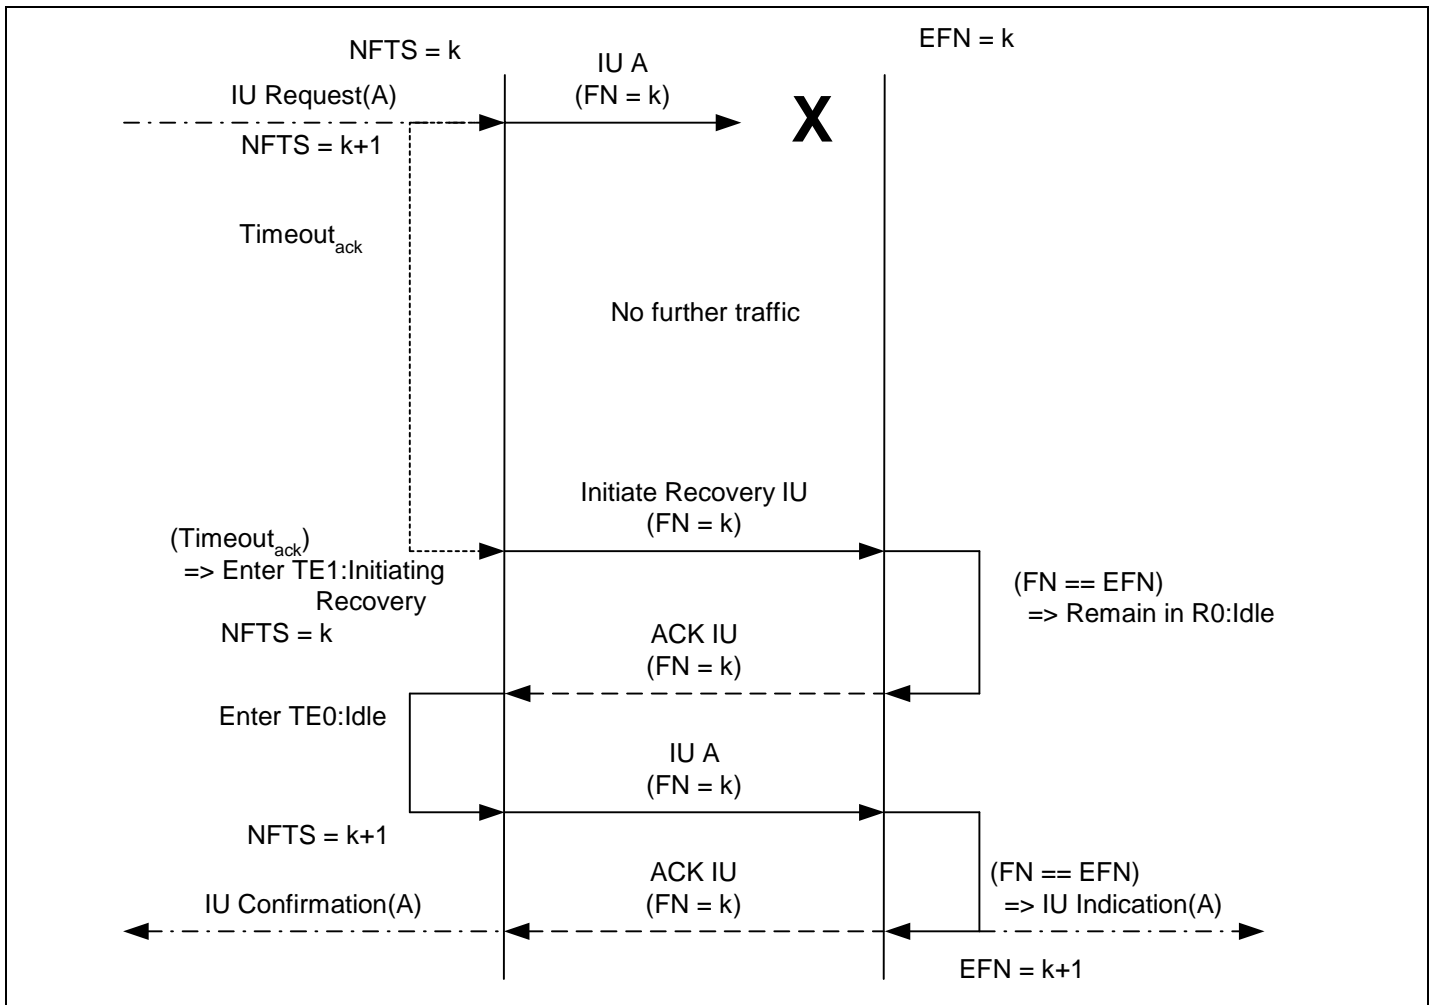 NFTS = k
EFN = k
IU A
(FN = k)
IU Request(A)
X
NFTS = k+1
Timeoutack
No further traffic
Initiate Recovery IU
(FN = k)
(Timeoutack)
=> Enter TE1:Initiating
Recovery
NFTS = k
(FN == EFN)
=> Remain in R0:Idle
ACK IU
(FN = k)
Enter TE0:Idle
IU A
(FN = k)
NFTS = k+1
ACK IU
(FN = k)
(FN == EFN)
=> IU Indication(A)
IU Confirmation(A)
EFN = k+1